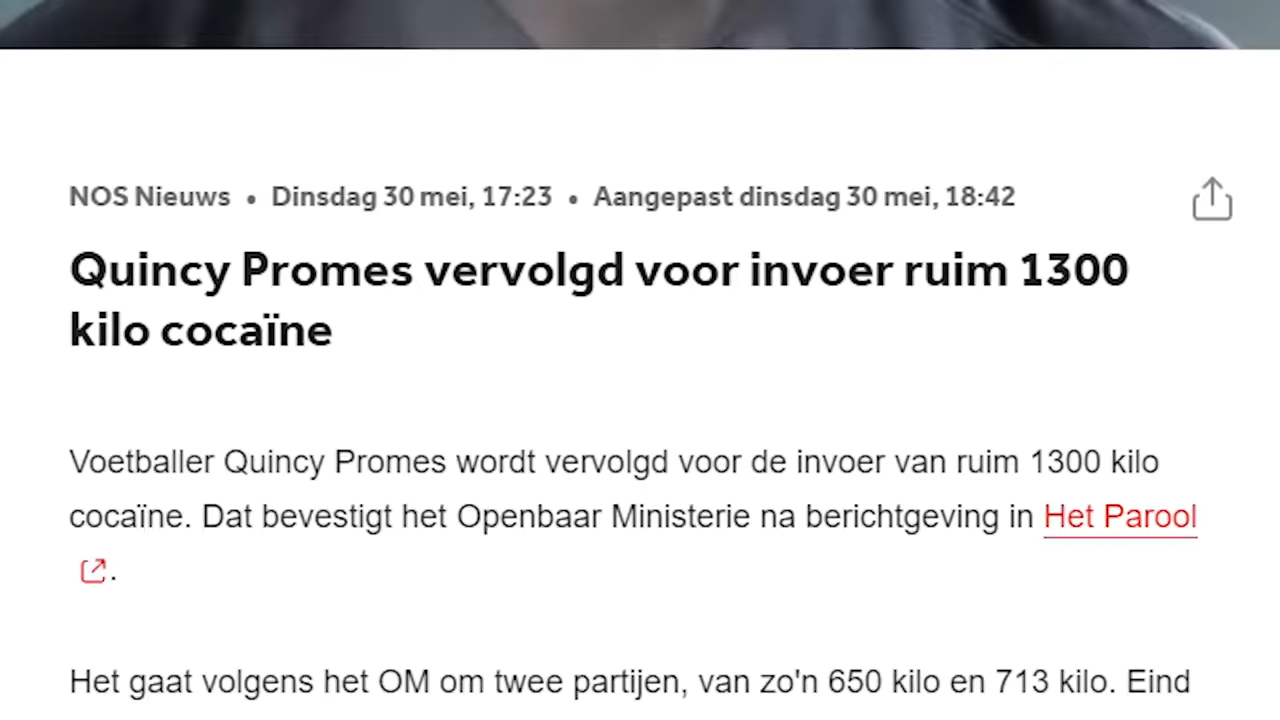 NOS Nieuws • Dinsdag 30 mei, 17:23 • Aangepast dinsdag 30 mei, 18:42
Quincy Promes vervolgd voor invoer ruim 1300
kilo cocaïne
Voetballer Quincy Promes wordt vervolgd voor de invoer van ruim 1300 kilo
cocaïne. Dat bevestigt het Openbaar Ministerie na berichtgeving in Het Parool
.
Het gaat volgens het OM om twee partijen, van zo'n 650 kilo en 713 kilo. Eind